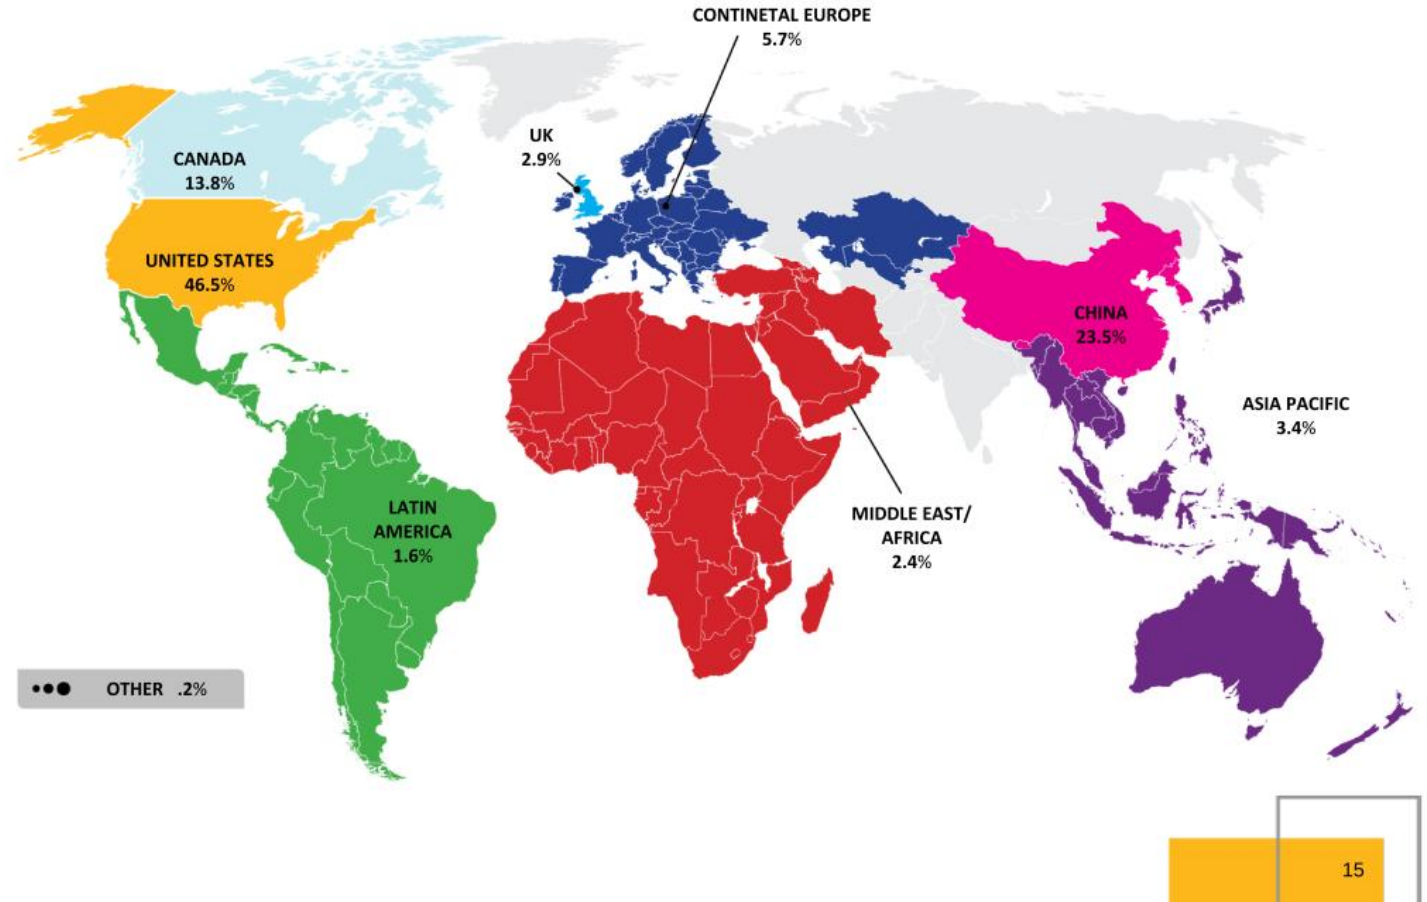 CONTINETAL EUROPE
5.7%
UK
2.9%
CANADA
13.8%
UNITED STATES
46.5%
CHINA
23.5%
ASIA PACIFIC
3.4%
LATIN
AMERICA
1.6%
MIDDLE EAST/
AFRICA
2.4%
OTHER .2%
15